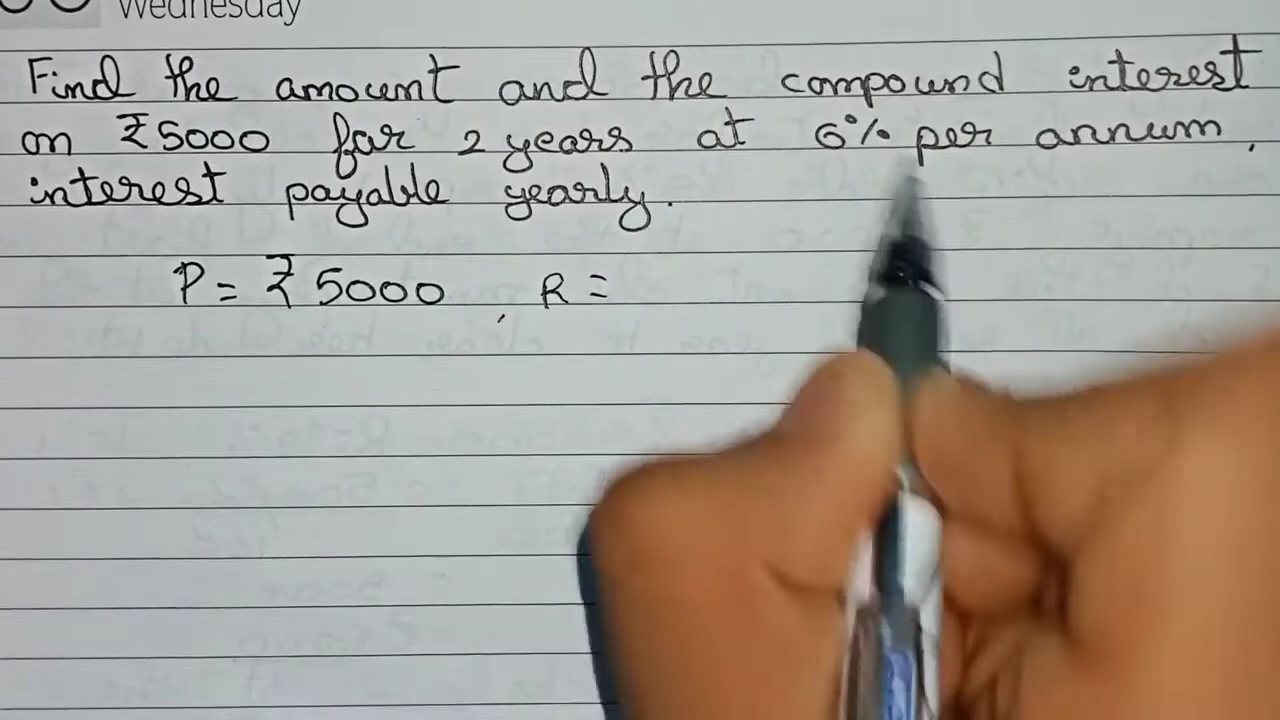 Wednesday
Find the amount and the compound interest
on ₹5000 for 2 years at 6% per annum,
interest payable yearly.
P = ₹ 5000, R =